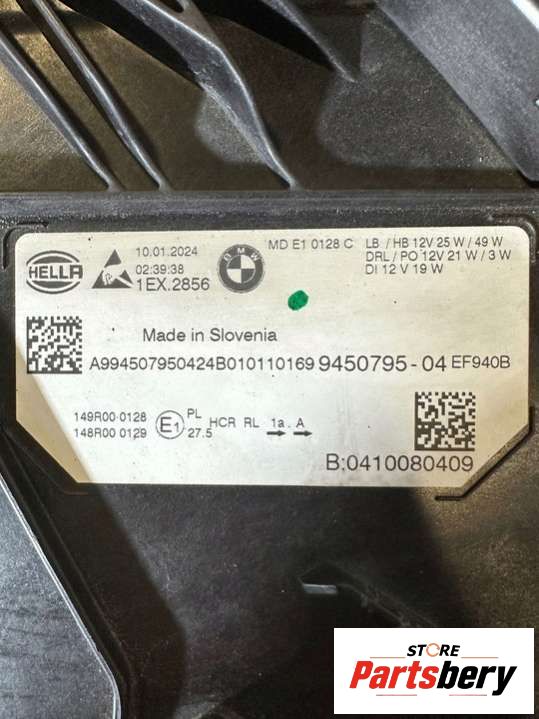 HELLA
10.01.2024
02:39:38
1EX.2856
BMW
MD E1 0128 C
LB / HB 12V 25 W / 49 W
DRL / PO 12V 21 W / 3 W
DI 12 V 19 W
Made in Slovenia
A994507950424B010110169 9450795 - 04 EF940B
149R00 0128
148R00 0129
E1
PL
27.5
HCR RL 1a . A
B:0410080409
STORE
Partsbery